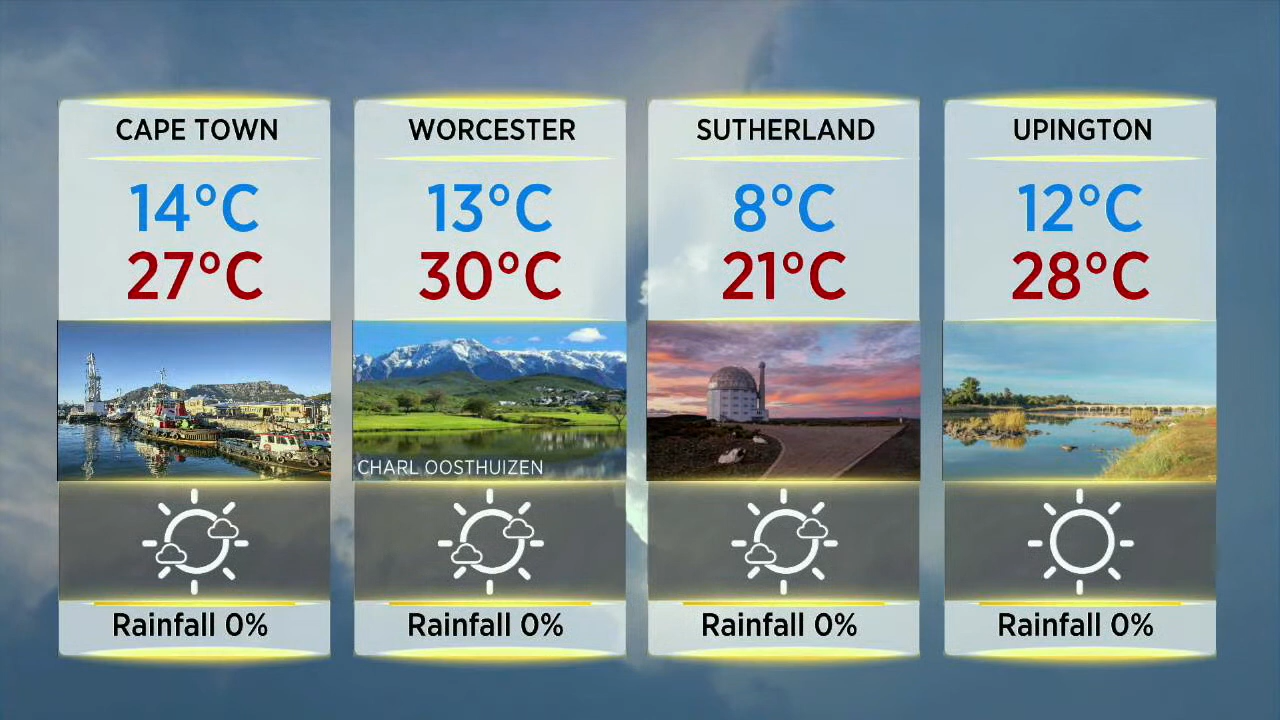 CAPE TOWN
14°C
27°C
Rainfall 0%
WORCESTER
13°C
30°C
CHARL OOSTHUIZEN
Rainfall 0%
SUTHERLAND
8°C
21°C
Rainfall 0%
UPINGTON
12°C
28°C
Rainfall 0%